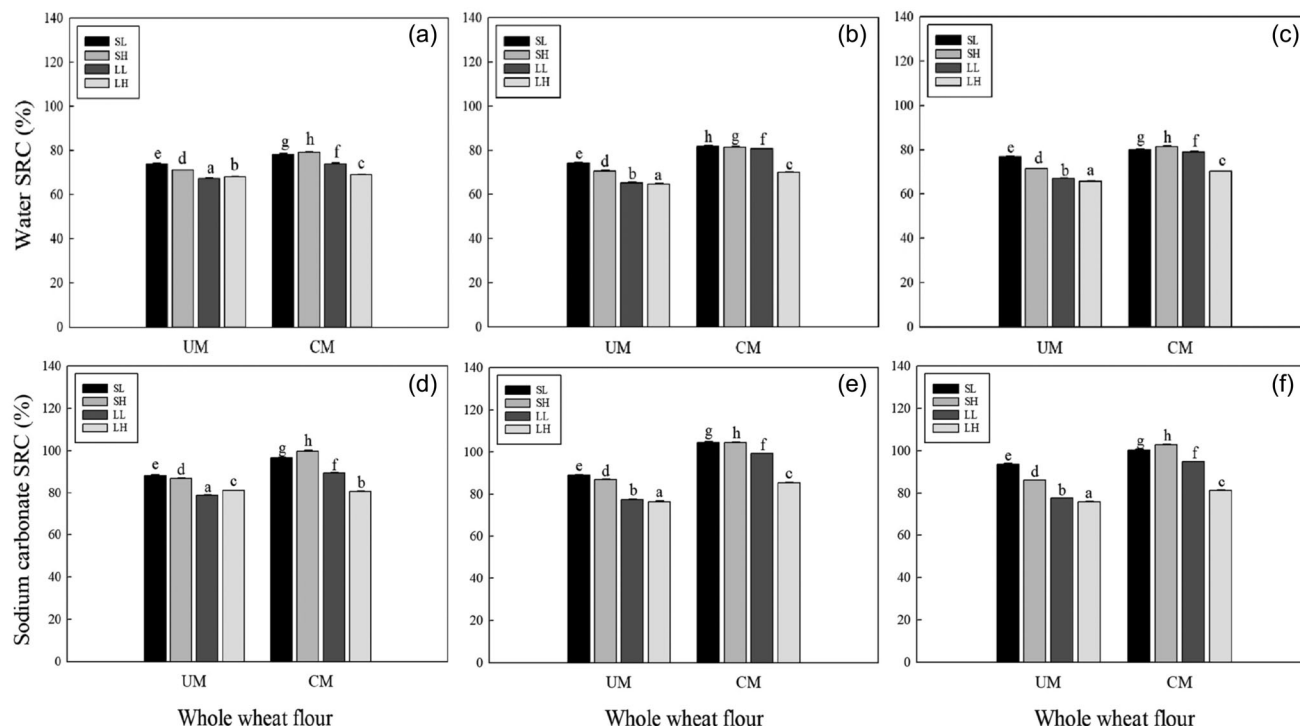 (a)
Water SRC (%)
140
120
100
80
60
40
20
0
SL
SH
LL
LH
e
d
a
b
g
h
f
c
UM
CM
(b)
140
120
100
80
60
40
20
0
SL
SH
LL
LH
e
d
b
a
h
g
f
c
UM
CM
(c)
140
120
100
80
60
40
20
0
SL
SH
LL
LH
e
d
b
a
g
h
f
c
UM
CM
(d)
Sodium carbonate SRC (%)
140
120
100
80
60
40
20
0
SL
SH
LL
LH
e
d
a
c
g
h
f
b
UM
CM
Whole wheat flour
(e)
140
120
100
80
60
40
20
0
SL
SH
LL
LH
e
d
b
a
g
h
f
c
UM
CM
Whole wheat flour
(f)
140
120
100
80
60
40
20
0
SL
SH
LL
LH
e
d
b
a
g
h
f
c
UM
CM
Whole wheat flour